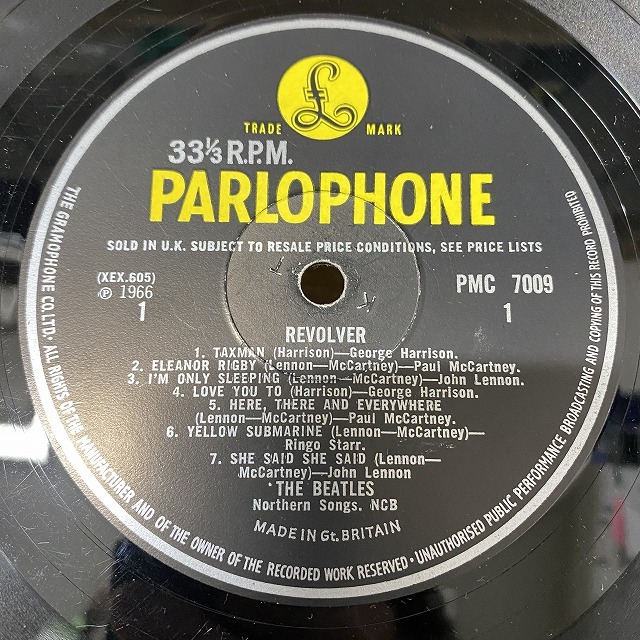 £
TRADE MARK
33⅓ R.P.M.
PARLOPHONE
SOLD IN U.K. SUBJECT TO RESALE PRICE CONDITIONS, SEE PRICE LISTS
(XEX.605)
℗ 1966
1
PMC 7009
1
REVOLVER
1. TAXMAN (Harrison)—George Harrison.
2. ELEANOR RIGBY (Lennon—McCartney)—Paul McCartney.
3. I'M ONLY SLEEPING (Lennon—McCartney)—John Lennon.
4. LOVE YOU TO (Harrison)—George Harrison.
5. HERE, THERE AND EVERYWHERE
(Lennon—McCartney)—Paul McCartney.
6. YELLOW SUBMARINE (Lennon—McCartney)—
Ringo Starr.
7. SHE SAID SHE SAID (Lennon—
McCartney)—John Lennon
THE BEATLES
Northern Songs. NCB
MADE IN Gt. BRITAIN
THE GRAMOPHONE CO. LTD. ALL RIGHTS OF THE MANUFACTURER AND OF THE OWNER OF THE RECORDED WORK RESERVED • UNAUTHORISED PUBLIC PERFORMANCE BROADCASTING AND COPYING OF THIS RECORD PROHIBITED